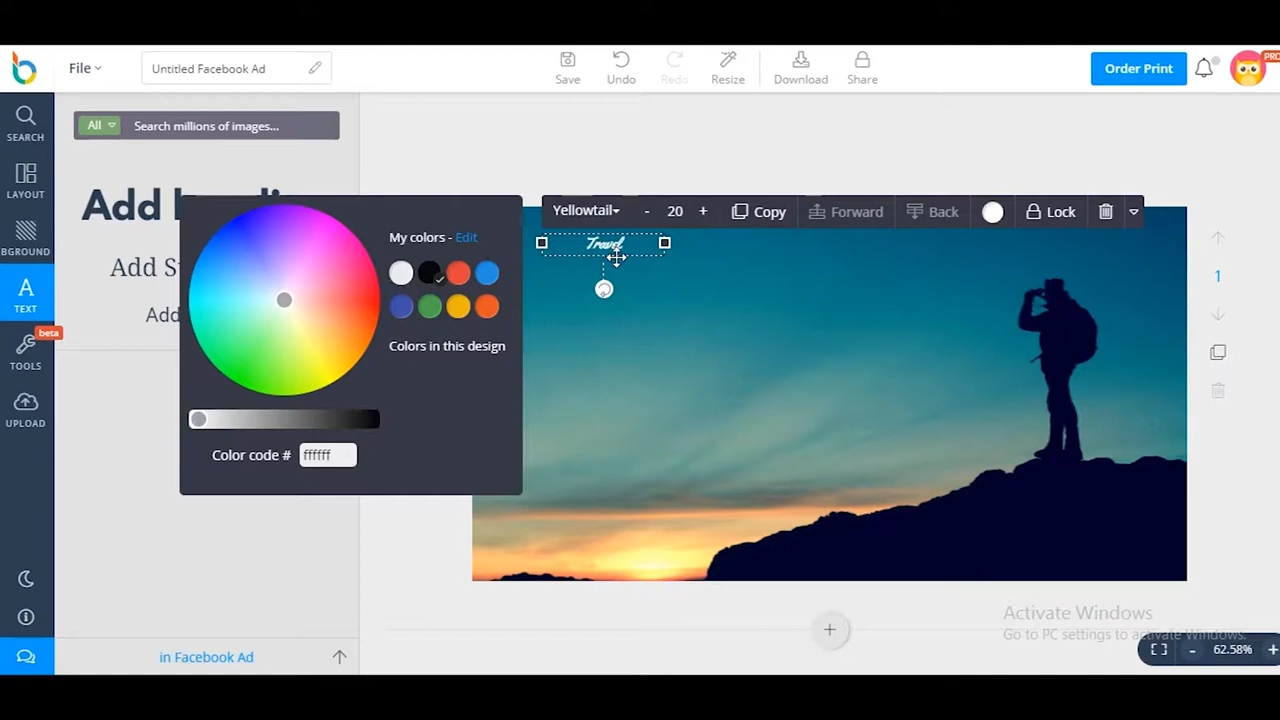 File
Untitled Facebook Ad
Save
Undo
Redo
Resize
Download
Share
Order Print
PRO
SEARCH
LAYOUT
BGROUND
TEXT
beta
TOOLS
UPLOAD
All
Search millions of images...
Add
Add S
Add
My colors - Edit
Colors in this design
Color code # ffffff
Yellowtail
- 20 +
Copy
Forward
Back
Lock
Travel
1
+
Activate Windows
Go to PC settings to activate Windows.
- 62.58% +
in Facebook Ad